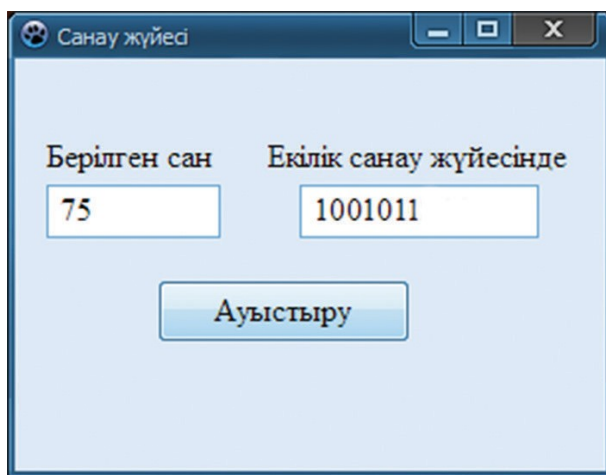 Санау жүйесі
Берілген сан Екілік санау жүйесінде
75 1001011
Ауыстыру